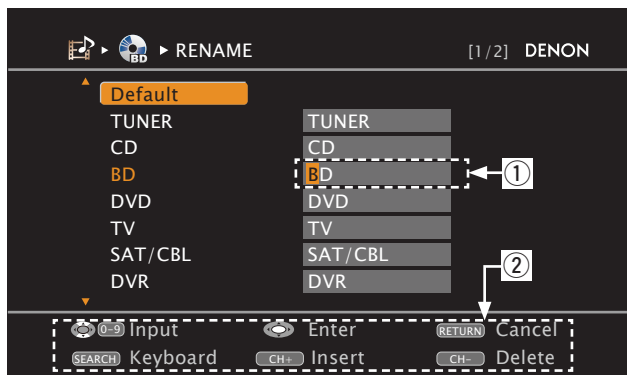 BD ▸ RENAME [1/2] DENON
Default
TUNER TUNER
CD CD
BD BD ①
DVD DVD
TV TV
SAT/CBL SAT/CBL
DVR DVR
②
0-9 Input Enter RETURN Cancel
SEARCH Keyboard CH+ Insert CH- Delete